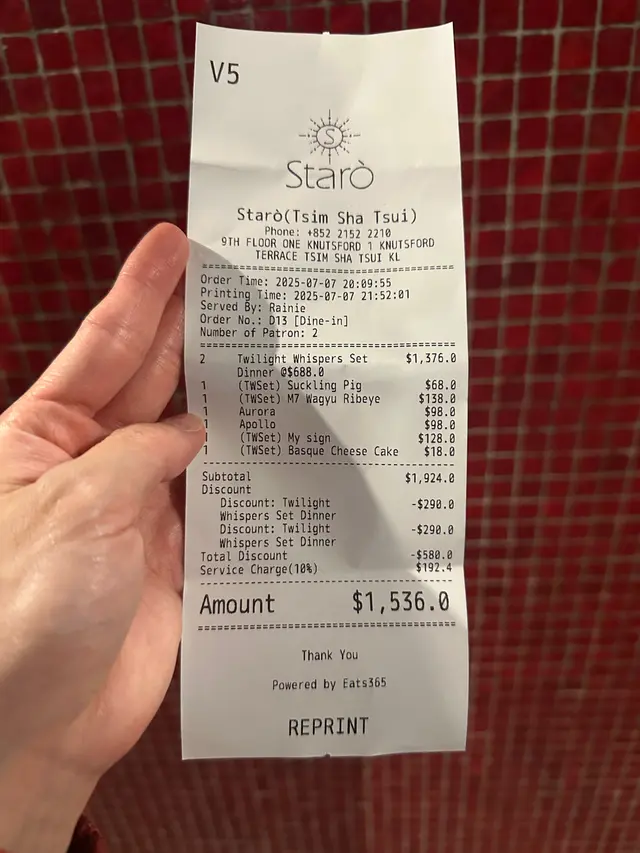 V5
S
Starò
Starò(Tsim Sha Tsui)
Phone: +852 2152 2210
9TH FLOOR ONE KNUTSFORD 1 KNUTSFORD
TERRACE TSIM SHA TSUI KL
Order Time: 2025-07-07 20:09:55
Printing Time: 2025-07-07 21:52:01
Served By: Rainie
Order No.: D13 [Dine-in]
Number of Patron: 2
2 Twilight Whispers Set $1,376.0
Dinner @$688.0
1 (TWSet) Suckling Pig $68.0
1 (TWSet) M7 Wagyu Ribeye $138.0
1 Aurora $98.0
1 Apollo $98.0
1 (TWSet) My sign $128.0
1 (TWSet) Basque Cheese Cake $18.0
Subtotal $1,924.0
Discount
Discount: Twilight -$290.0
Whispers Set Dinner
Discount: Twilight -$290.0
Whispers Set Dinner
Total Discount -$580.0
Service Charge(10%) $192.4
Amount $1,536.0
Thank You
Powered by Eats365
REPRINT